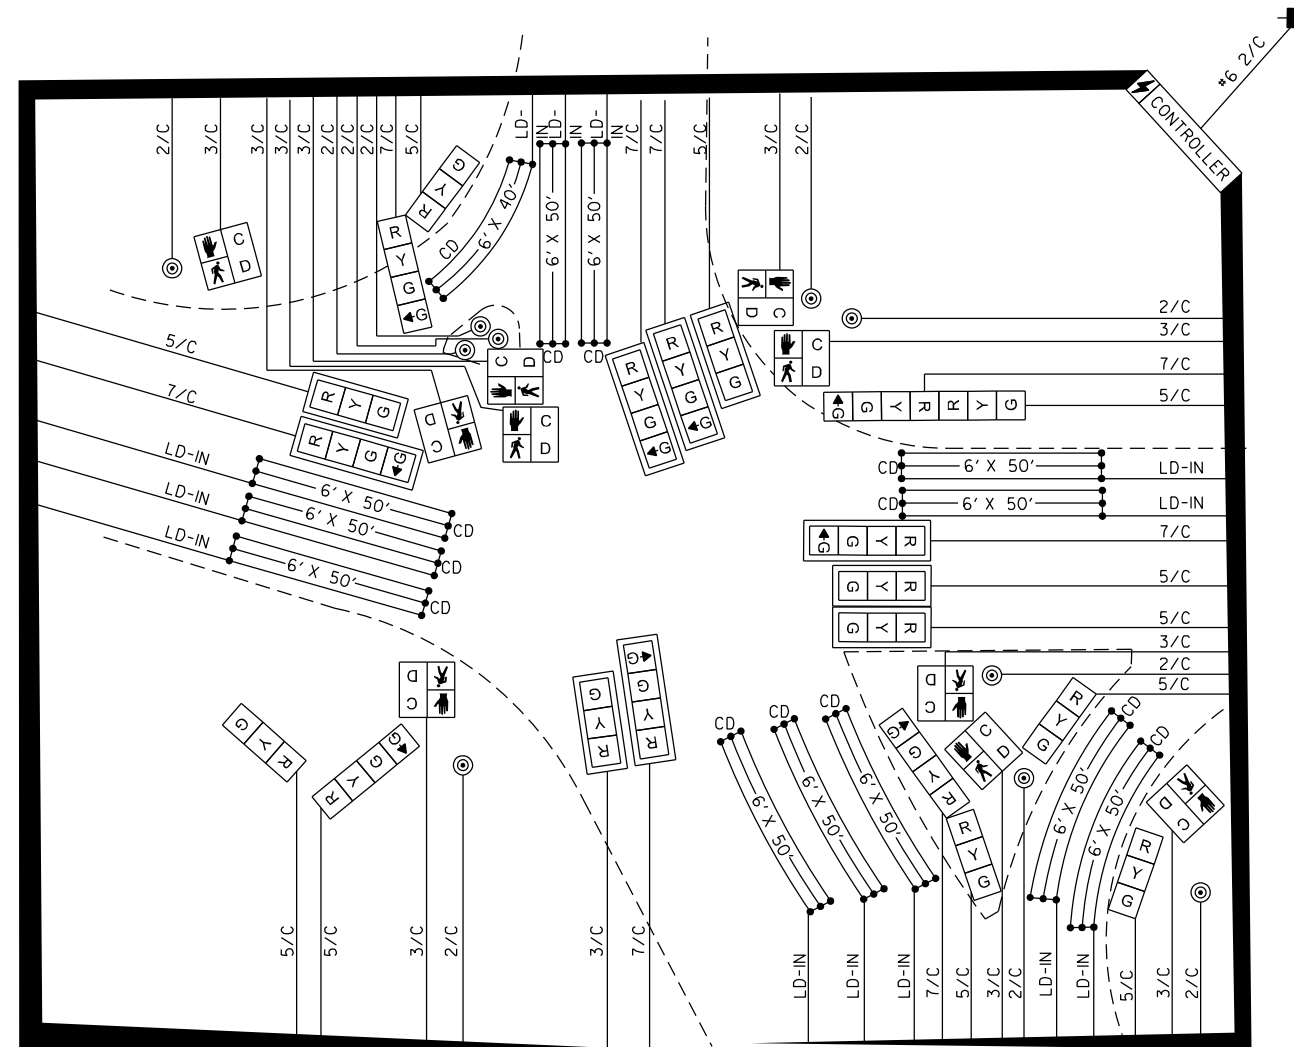 #6 2/C
CONTROLLER
2/C
3/C
3/C
3/C
3/C
2/C
2/C
2/C
7/C
5/C
LD-IN
LD-IN
LD-IN
7/C
7/C
5/C
3/C
2/C
R Y G
R Y G G
CD
6' X 40'
6' X 50'
6' X 50'
CD
CD
C D
C D
C D
C D
C D
C D
R Y G G
R Y G G
R Y G
2/C
3/C
7/C
5/C
G G Y R R Y G
5/C
7/C
R Y G
R Y G G
LD-IN
LD-IN
LD-IN
6' X 50'
6' X 50'
6' X 50'
CD
CD
CD
CD
6' X 50'
LD-IN
CD
6' X 50'
LD-IN
G G Y R
7/C
G Y R
5/C
G Y R
5/C
3/C
2/C
5/C
C D
G Y R
G G Y R
G Y R
R Y G G
C D
CD
CD
CD
6' X 50'
6' X 50'
6' X 50'
G G Y R
R Y G
C D
R Y G
CD
CD
6' X 50'
6' X 50'
C D
R Y G
5/C
5/C
3/C
2/C
3/C
7/C
LD-IN
LD-IN
LD-IN
7/C
5/C
3/C
2/C
LD-IN
LD-IN
5/C
3/C
2/C